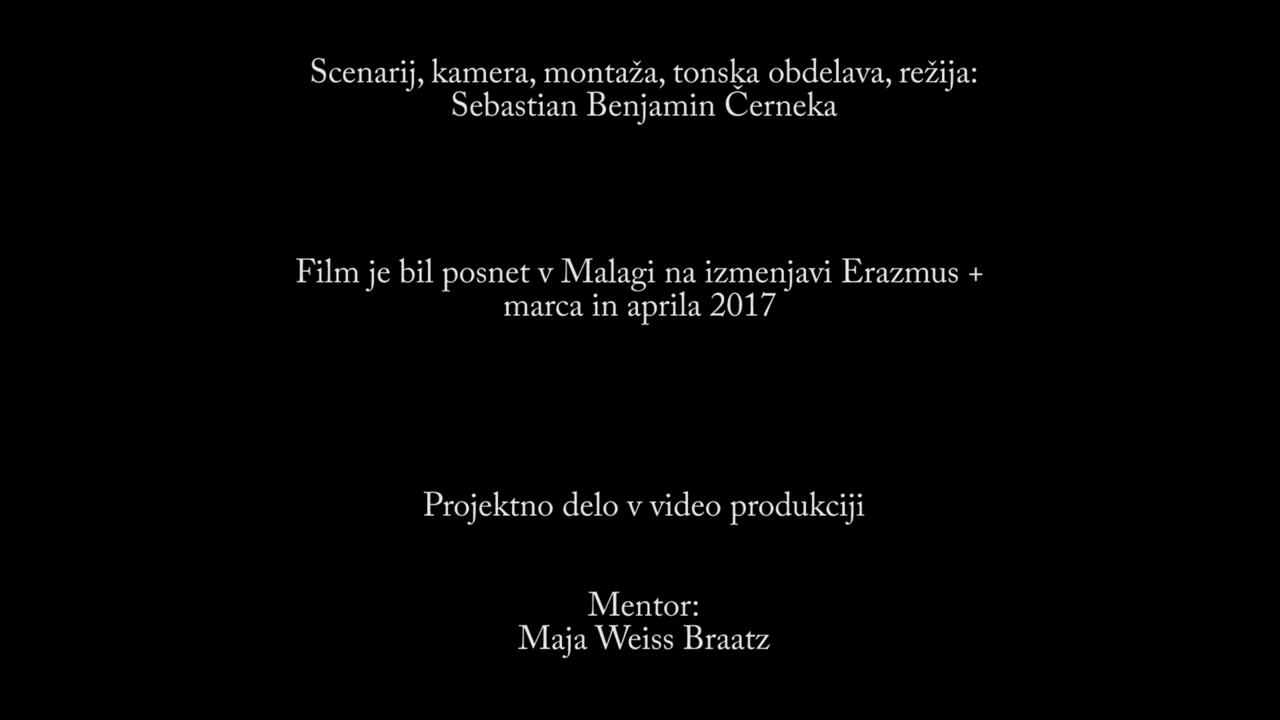 Scenarij, kamera, montaža, tonska obdelava, režija:
Sebastian Benjamin Černeka
Film je bil posnet v Malagi na izmenjavi Erazmus +
marca in aprila 2017
Projektno delo v video produkciji
Mentor:
Maja Weiss Braatz